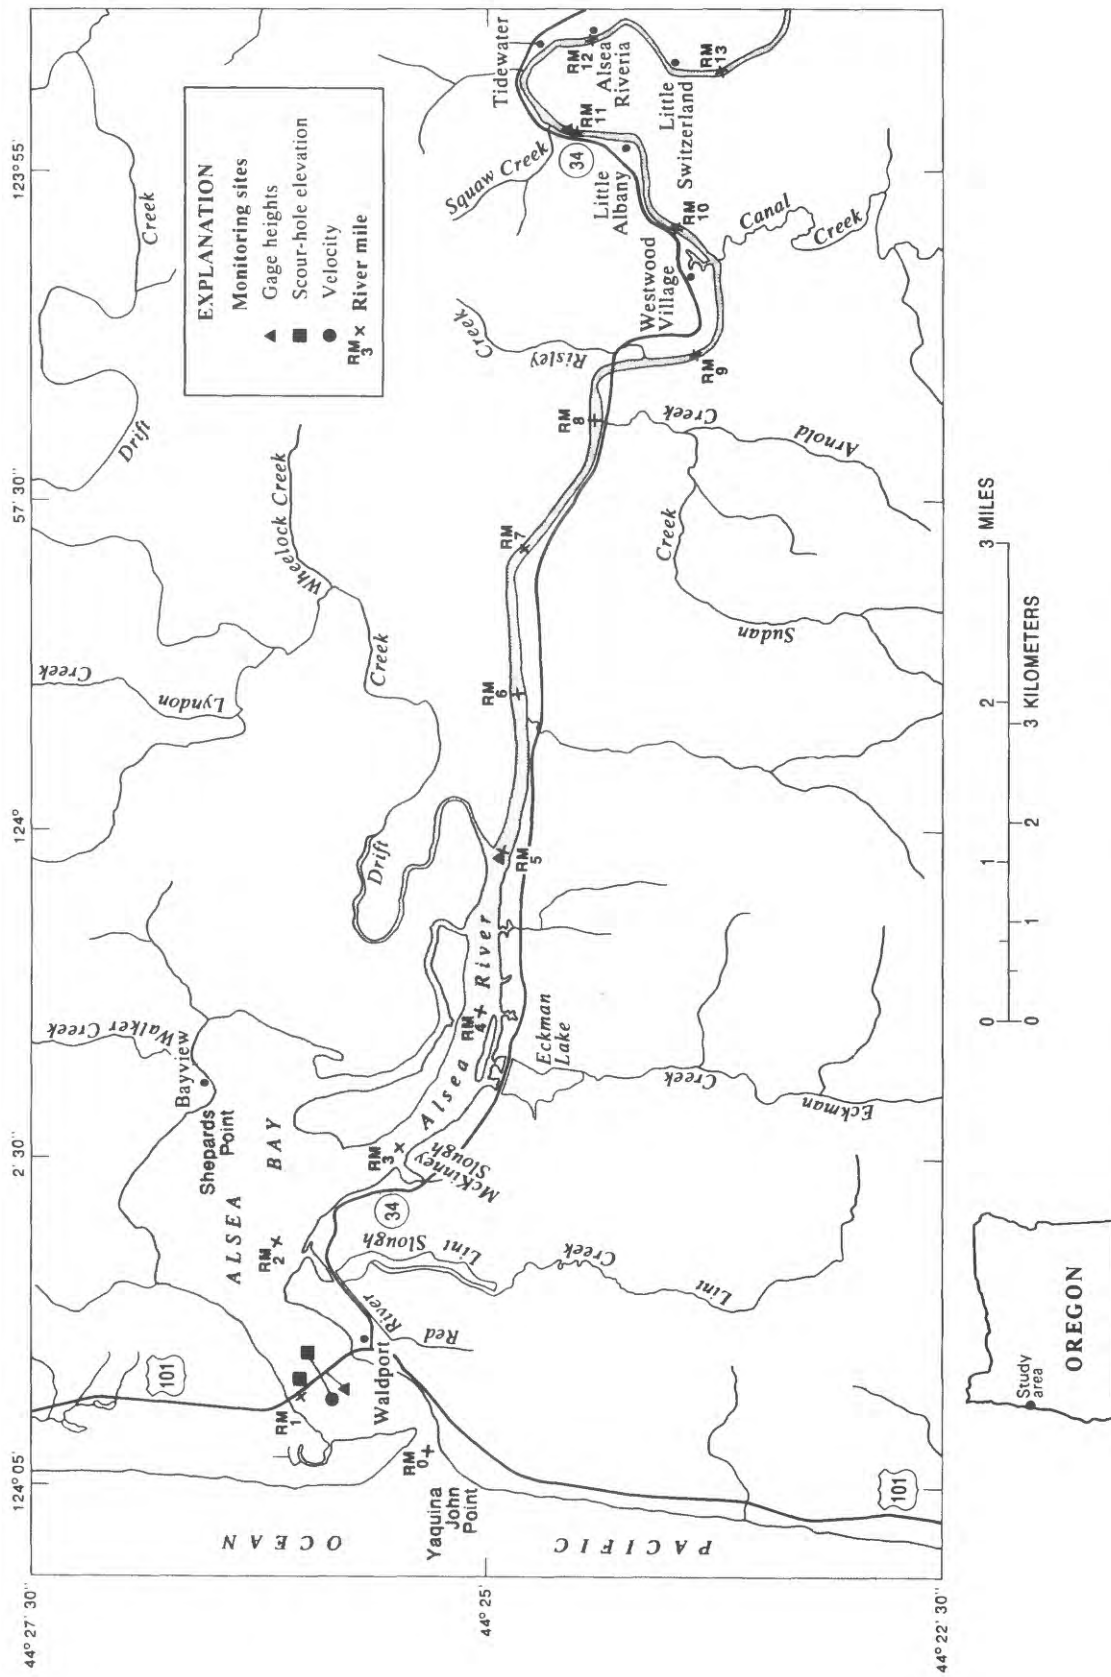 124° 05'
2' 30"
124°
57' 30"
123° 55'
44° 27' 30"
44° 25'
44° 22' 30"
EXPLANATION
Monitoring sites
Gage heights
Scour-hole elevation
Velocity
RM
3
River mile
PACIFIC
OCEAN
Yaquina
John
Point
RM
0
RM
1
101
Waldport
Red
River
34
Lint
Slough
Lint
Creek
RM
2
ALSEA
BAY
Shepards
Point
Bayview
Walker Creek
RM
3
McKinney
Slough
Alsea
River
RM
4
Eckman
Lake
Eckman
Creek
Drift
Creek
RM
5
Lyndon
Creek
Wheelock Creek
RM
6
RM
7
Sudan
Creek
Drift
Creek
RM
8
Arnold
Creek
Risley
Creek
RM
9
Westwood
Village
Canal
Creek
RM
10
Little
Albany
34
Squaw Creek
RM
11
Tidewater
RM
12
Alsea
Riveria
Little
Switzerland
RM
13
101
0
1
2
3 MILES
0
1
2
3 KILOMETERS
Study
area
OREGON